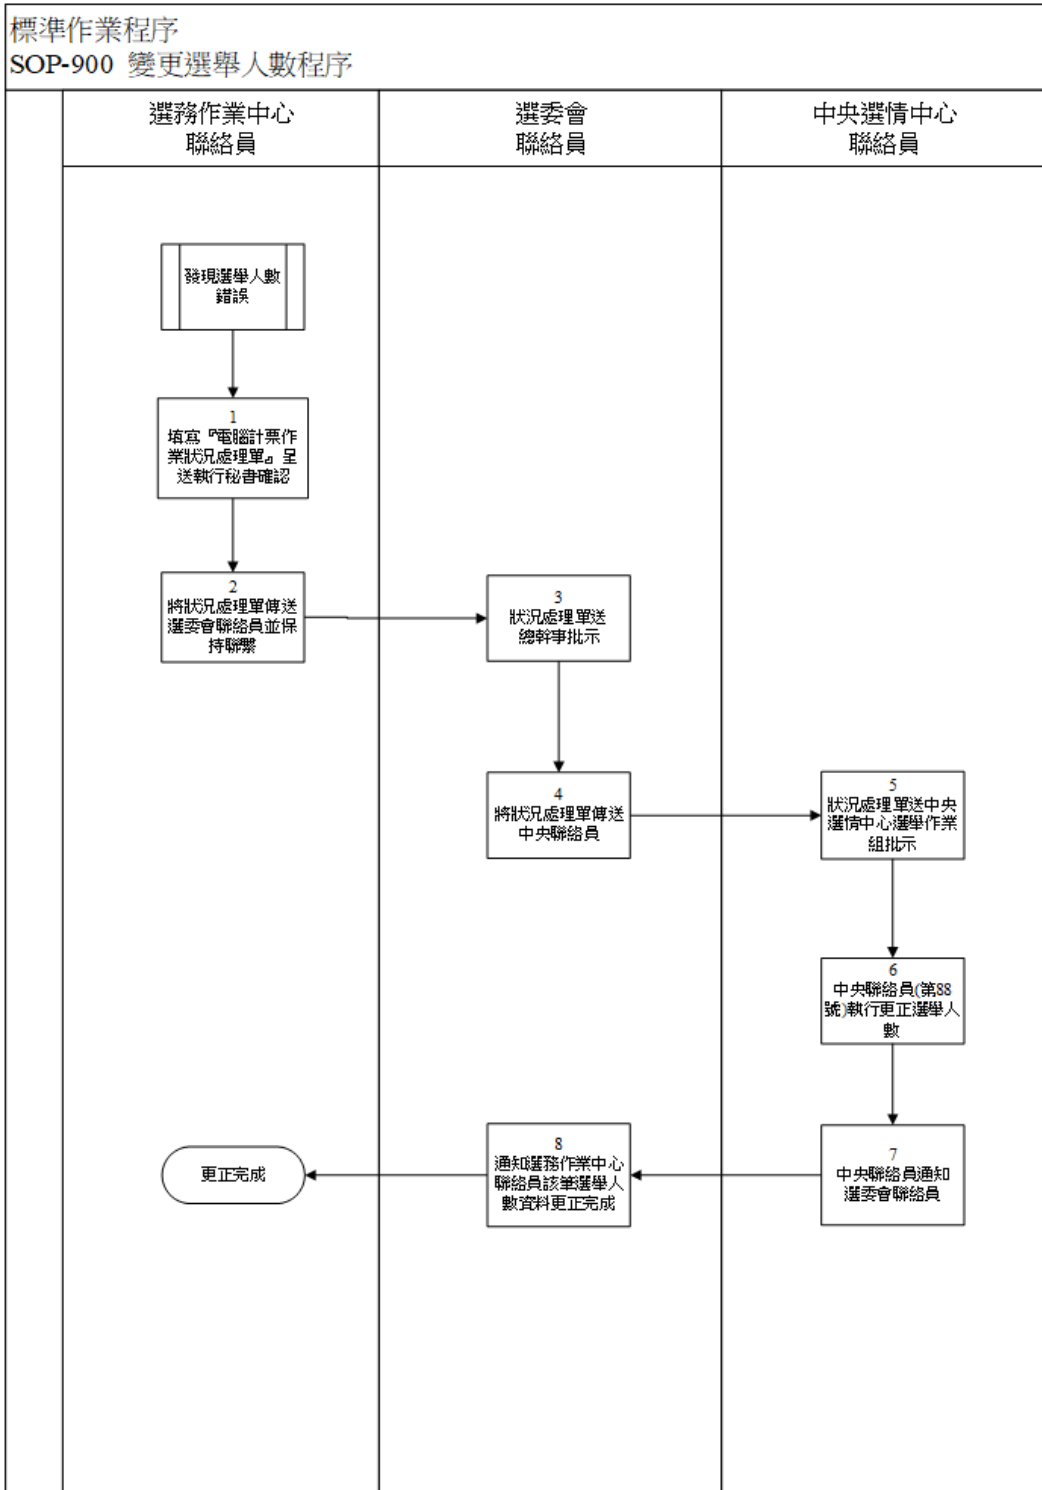 標準作業程序
SOP-900 變更選舉人數程序
選務作業中心
聯絡員
選委會
聯絡員
中央選情中心
聯絡員
發現選舉人數
錯誤
1
填寫『電腦計票作
業狀況處理單』呈
送執行秘書確認
2
將狀況處理單傳送
選委會聯絡員並保
持聯繫
3
狀況處理單送
總幹事批示
4
將狀況處理單傳送
中央聯絡員
5
狀況處理單送中央
選情中心選舉作業
組批示
6
中央聯絡員(第88
號)執行更正選舉人
數
7
中央聯絡員通知
選委會聯絡員
8
通知選務作業中心
聯絡員該筆選舉人
數資料更正完成
更正完成